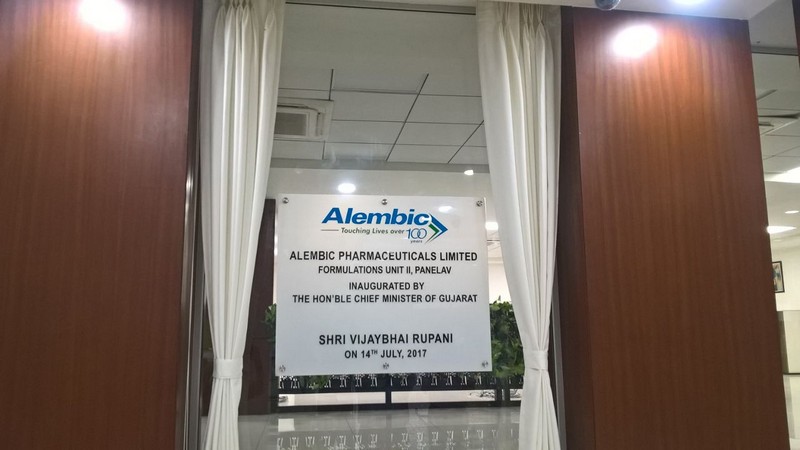 Alembic
Touching Lives over 100 years
ALEMBIC PHARMACEUTICALS LIMITED
FORMULATIONS UNIT II, PANELAV
INAUGURATED BY
THE HON'BLE CHIEF MINISTER OF GUJARAT
SHRI VIJAYBHAI RUPANI
ON 14TH JULY, 2017